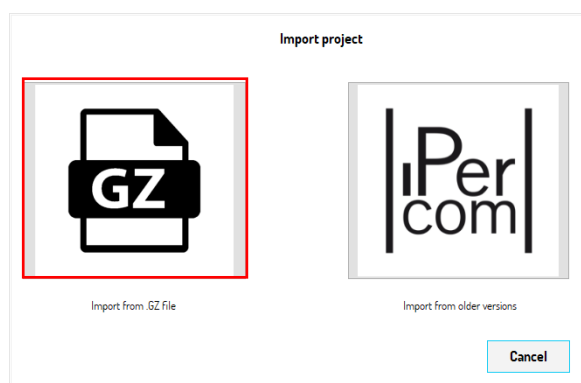 Import project
GZ
iPer
com
Import from .GZ file
Import from older versions
Cancel